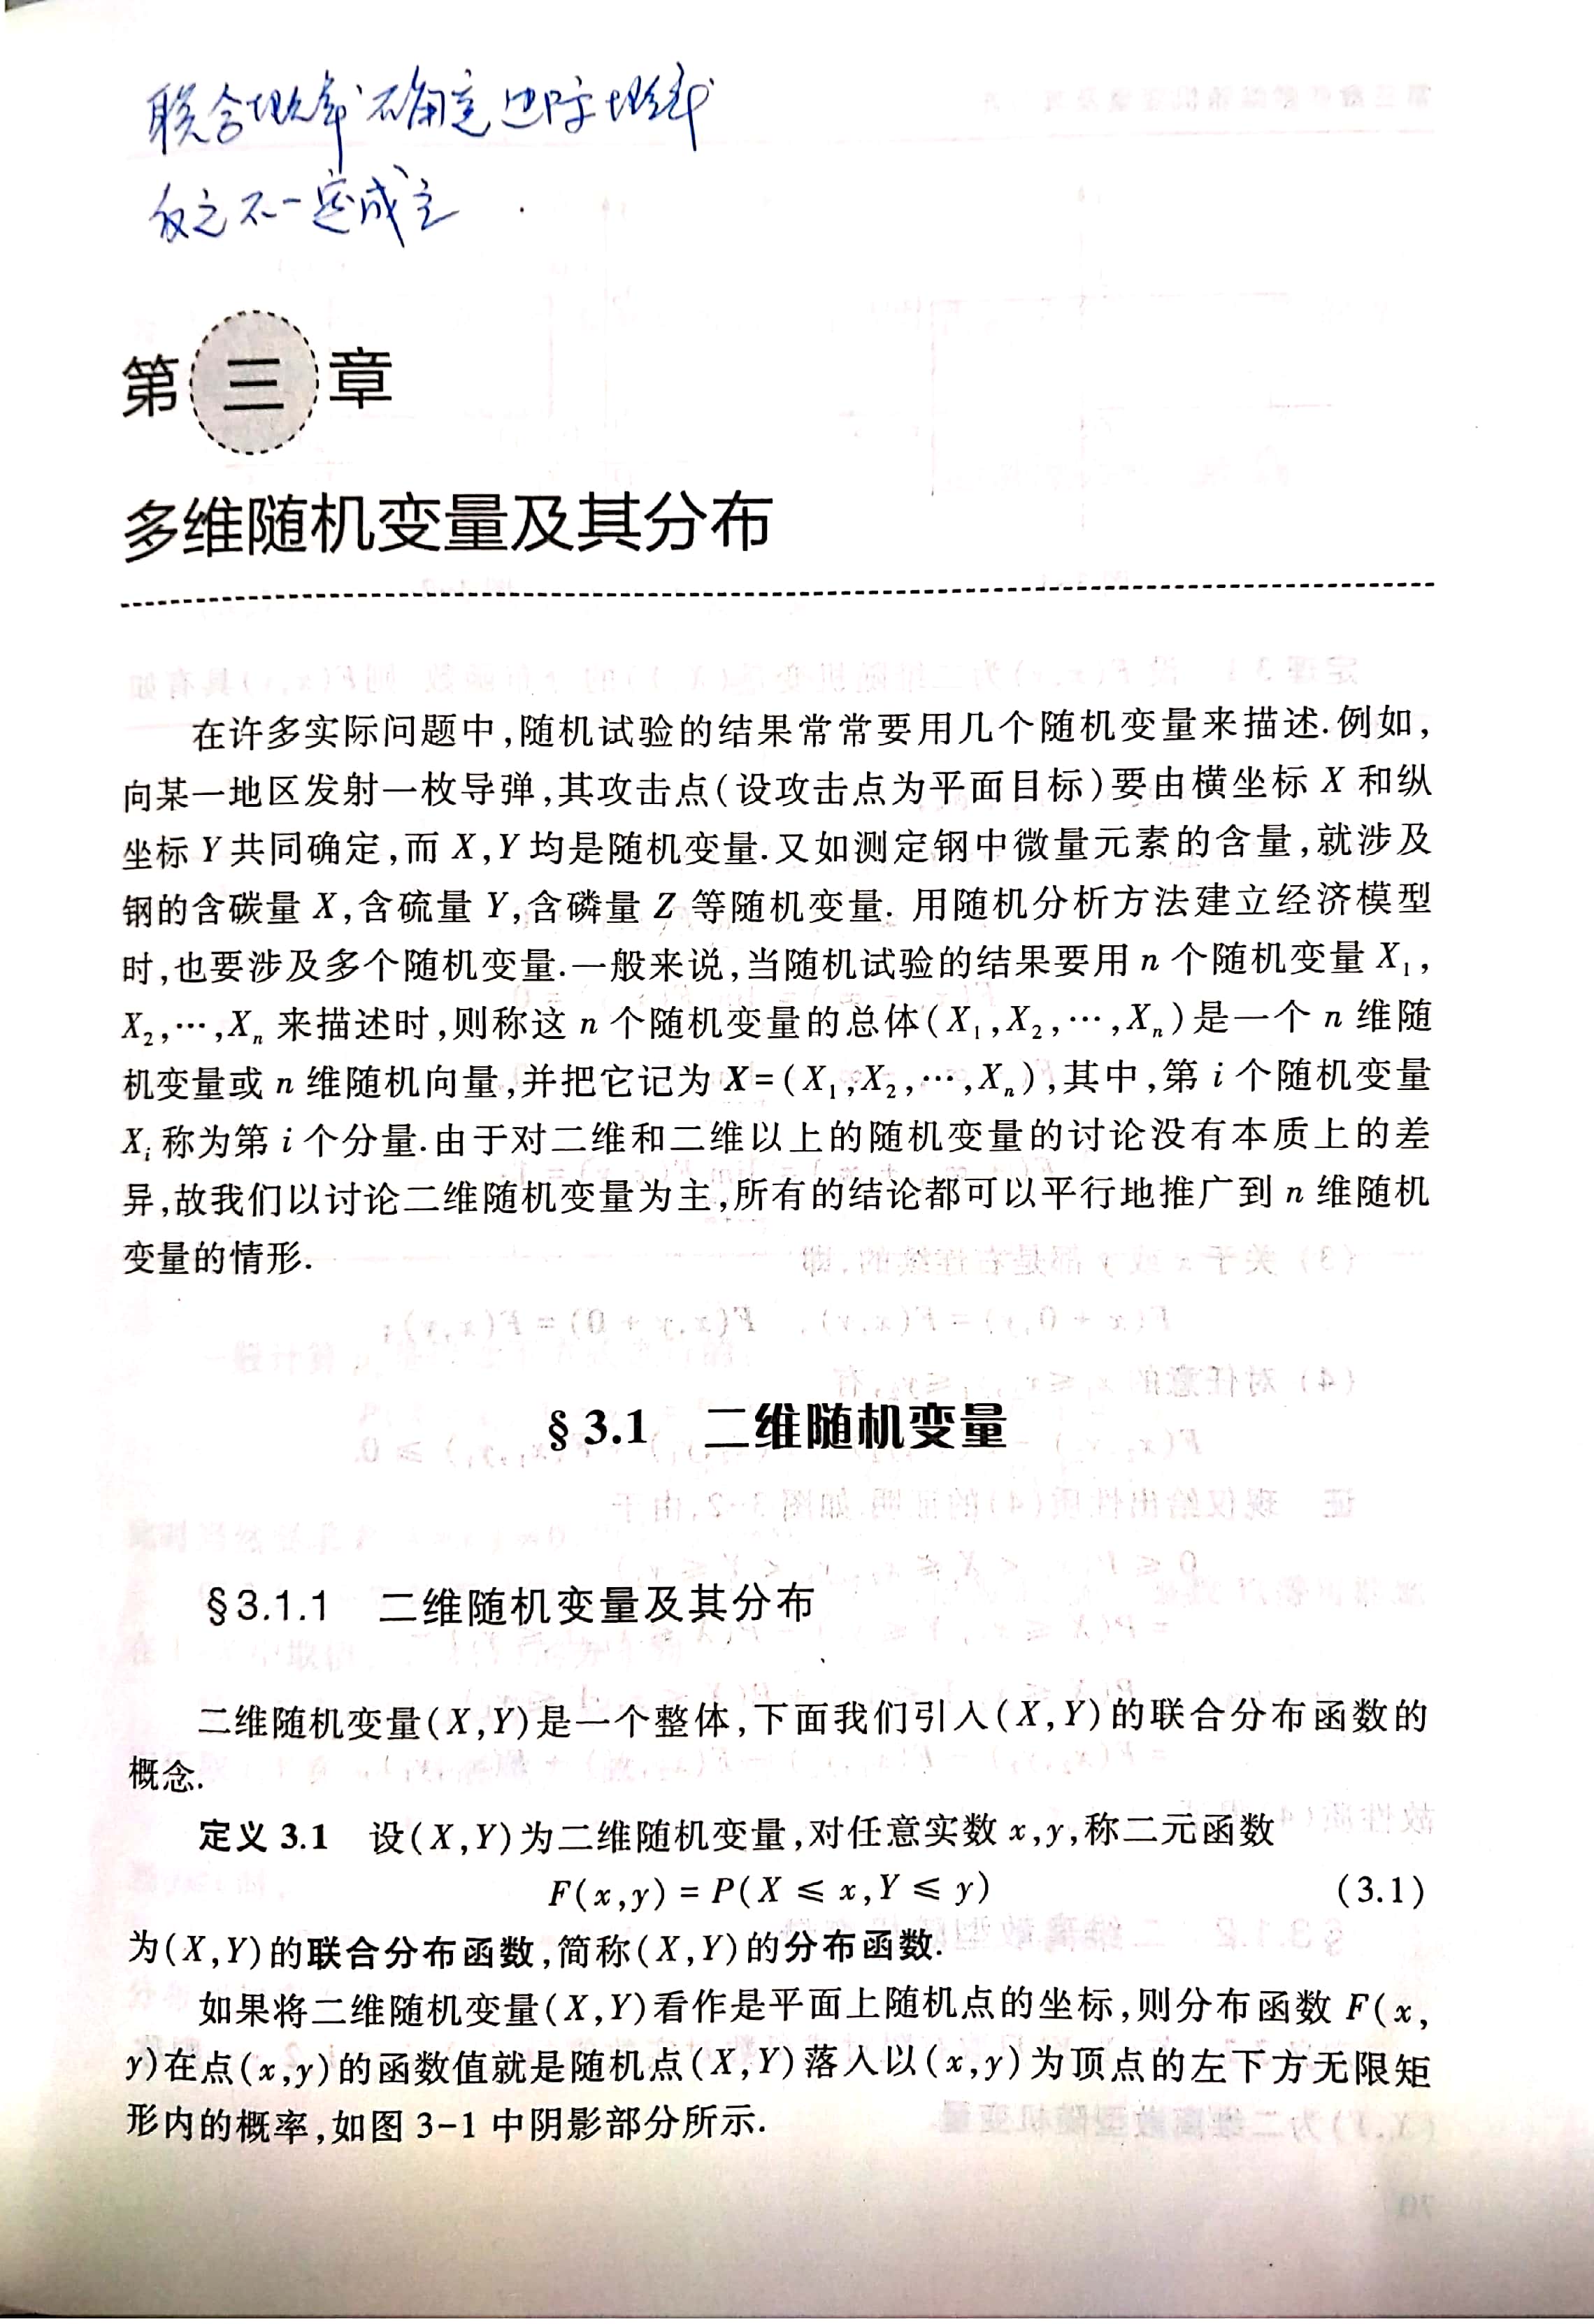 联合概率确定边际概率
反之不一定成立.
第三章
多维随机变量及其分布
在许多实际问题中,随机试验的结果常常要用几个随机变量来描述.例如,
向某一地区发射一枚导弹,其攻击点(设攻击点为平面目标)要由横坐标 X 和纵
坐标 Y 共同确定,而 X,Y 均是随机变量.又如测定钢中微量元素的含量,就涉及
钢的含碳量 X,含硫量 Y,含磷量 Z 等随机变量. 用随机分析方法建立经济模型
时,也要涉及多个随机变量.一般来说,当随机试验的结果要用 n 个随机变量 X₁,
X₂,⋯,Xₙ 来描述时,则称这 n 个随机变量的总体(X₁,X₂,⋯,Xₙ)是一个 n 维随
机变量或 n 维随机向量,并把它记为 X=(X₁,X₂,⋯,Xₙ),其中,第 i 个随机变量
Xᵢ 称为第 i 个分量.由于对二维和二维以上的随机变量的讨论没有本质上的差
异,故我们以讨论二维随机变量为主,所有的结论都可以平行地推广到 n 维随机
变量的情形.
§3.1 二维随机变量
§3.1.1 二维随机变量及其分布
二维随机变量(X,Y)是一个整体,下面我们引入(X,Y)的联合分布函数的
概念.
定义 3.1 设(X,Y)为二维随机变量,对任意实数 x,y,称二元函数
F(x,y) = P(X ⩽ x,Y ⩽ y) (3.1)
为(X,Y)的联合分布函数,简称(X,Y)的分布函数.
如果将二维随机变量(X,Y)看作是平面上随机点的坐标,则分布函数 F(x,
y)在点(x,y)的函数值就是随机点(X,Y)落入以(x,y)为顶点的左下方无限矩
形内的概率,如图 3-1 中阴影部分所示.